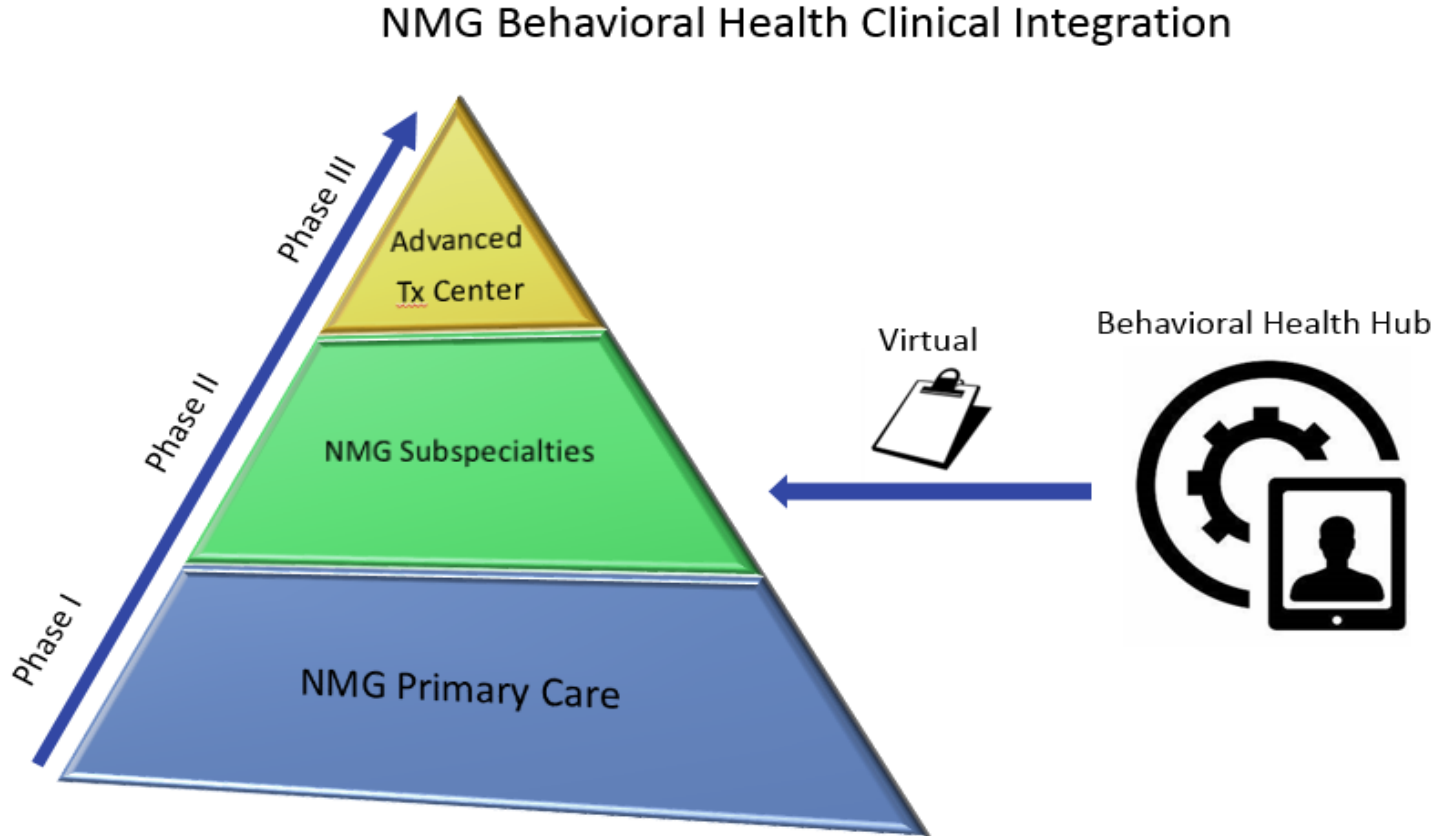 NMG Behavioral Health Clinical Integration
Phase III
Advanced
Tx Center
Virtual
Behavioral Health Hub
Phase II
NMG Subspecialties
Phase I
NMG Primary Care